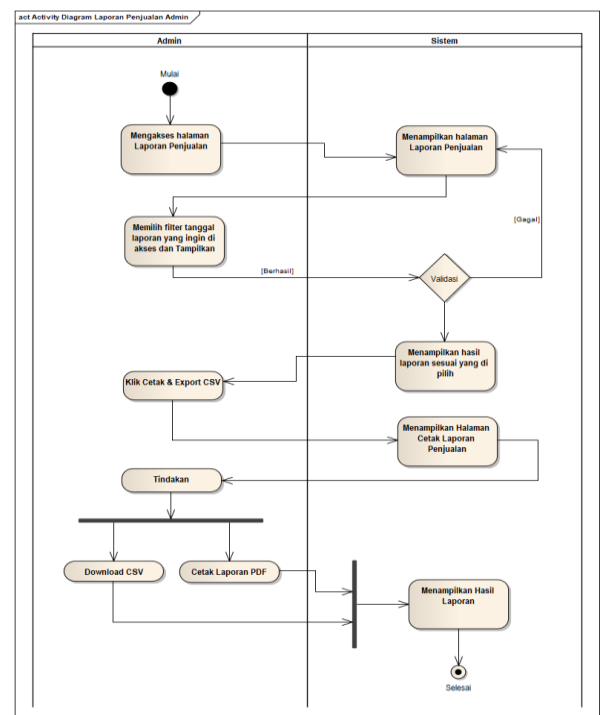 act Activity Diagram Laporan Penjualan Admin
Admin
Sistem
Mulai
Mengakses halaman
Laporan Penjualan
Menampilkan halaman
Laporan Penjualan
[Gagal]
Memilih filter tanggal
laporan yang ingin di
akses dan Tampilkan
[Berhasil]
Validasi
Menampilkan hasil
laporan sesuai yang di
pilih
Klik Cetak & Export CSV
Menampilkan Halaman
Cetak Laporan
Penjualan
Tindakan
Download CSV
Cetak Laporan PDF
Menampilkan Hasil
Laporan
Selesai